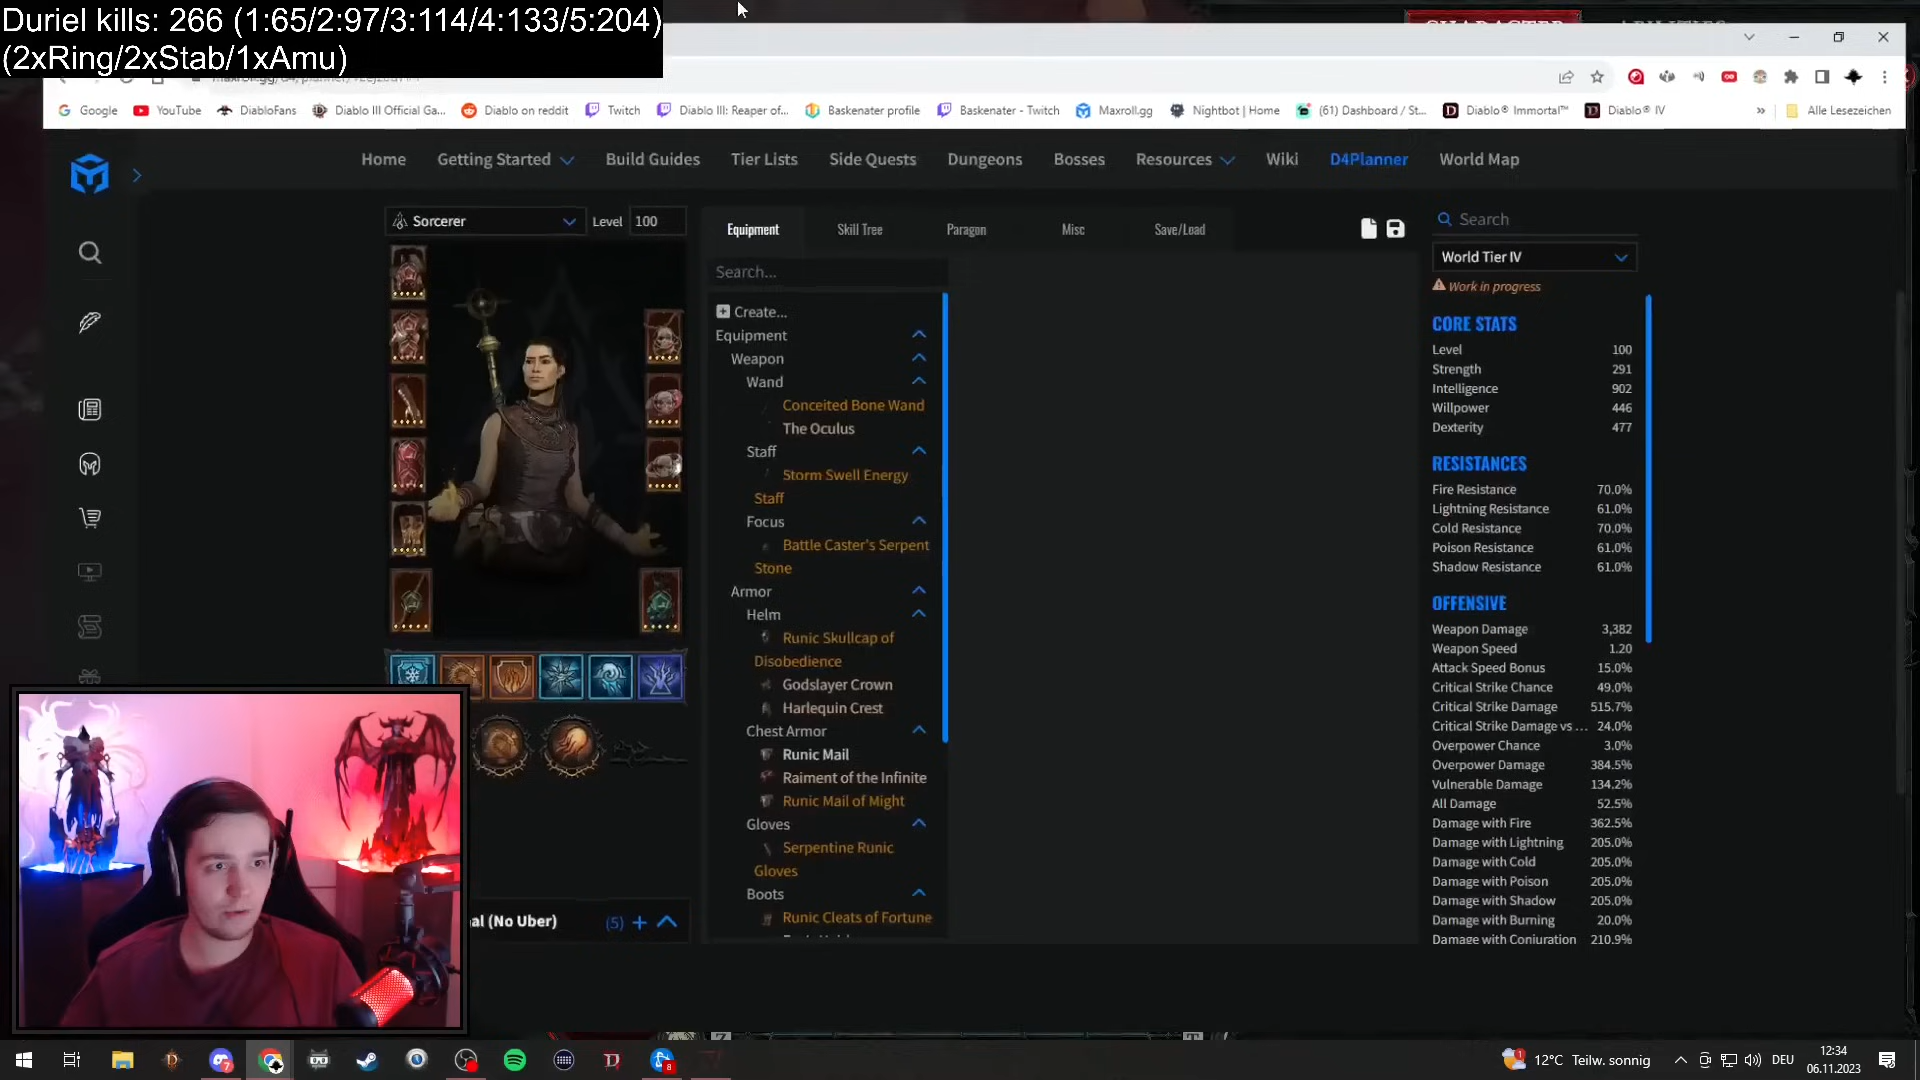 Duriel kills: 266 (1:65/2:97/3:114/4:133/5:204)
(2xRing/2xStab/1xAmu)
Google
YouTube
DiabloFans
Diablo III Official Ga...
Diablo on reddit
Twitch
Diablo III: Reaper of...
Baskenater profile
Baskenater - Twitch
Maxroll.gg
Nightbot | Home
(61) Dashboard / St...
Diablo® Immortal™
Diablo® IV
»
Alle Lesezeichen
Home
Getting Started
Build Guides
Tier Lists
Side Quests
Dungeons
Bosses
Resources
Wiki
D4Planner
World Map
Sorcerer
Level
100
Equipment
Skill Tree
Paragon
Misc
Save/Load
Search...
Create...
Equipment
Weapon
Wand
Conceited Bone Wand
The Oculus
Staff
Storm Swell Energy
Staff
Focus
Battle Caster's Serpent
Stone
Armor
Helm
Runic Skullcap of
Disobedience
Godslayer Crown
Harlequin Crest
Chest Armor
Runic Mail
Raiment of the Infinite
Runic Mail of Might
Gloves
Serpentine Runic
Gloves
Boots
Runic Cleats of Fortune
al (No Uber)
(5)
Search
World Tier IV
Work in progress
CORE STATS
Level 100
Strength 291
Intelligence 902
Willpower 446
Dexterity 477
RESISTANCES
Fire Resistance 70.0%
Lightning Resistance 61.0%
Cold Resistance 70.0%
Poison Resistance 61.0%
Shadow Resistance 61.0%
OFFENSIVE
Weapon Damage 3,382
Weapon Speed 1.20
Attack Speed Bonus 15.0%
Critical Strike Chance 49.0%
Critical Strike Damage 515.7%
Critical Strike Damage vs ... 24.0%
Overpower Chance 3.0%
Overpower Damage 384.5%
Vulnerable Damage 134.2%
All Damage 52.5%
Damage with Fire 362.5%
Damage with Lightning 205.0%
Damage with Cold 205.0%
Damage with Poison 205.0%
Damage with Shadow 205.0%
Damage with Burning 20.0%
Damage with Conjuration 210.9%
12°C Teilw. sonnig
DEU
12:34
06.11.2023